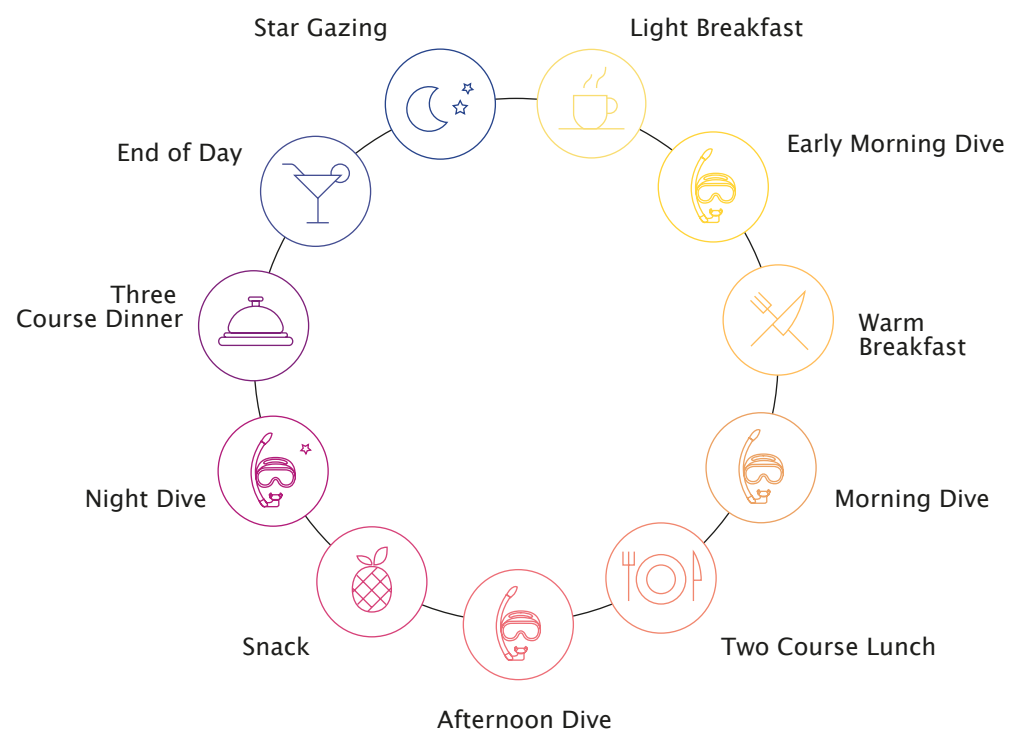 Star Gazing
Light Breakfast
Early Morning Dive
Warm
Breakfast
Morning Dive
Two Course Lunch
Afternoon Dive
Snack
Night Dive
Three
Course Dinner
End of Day